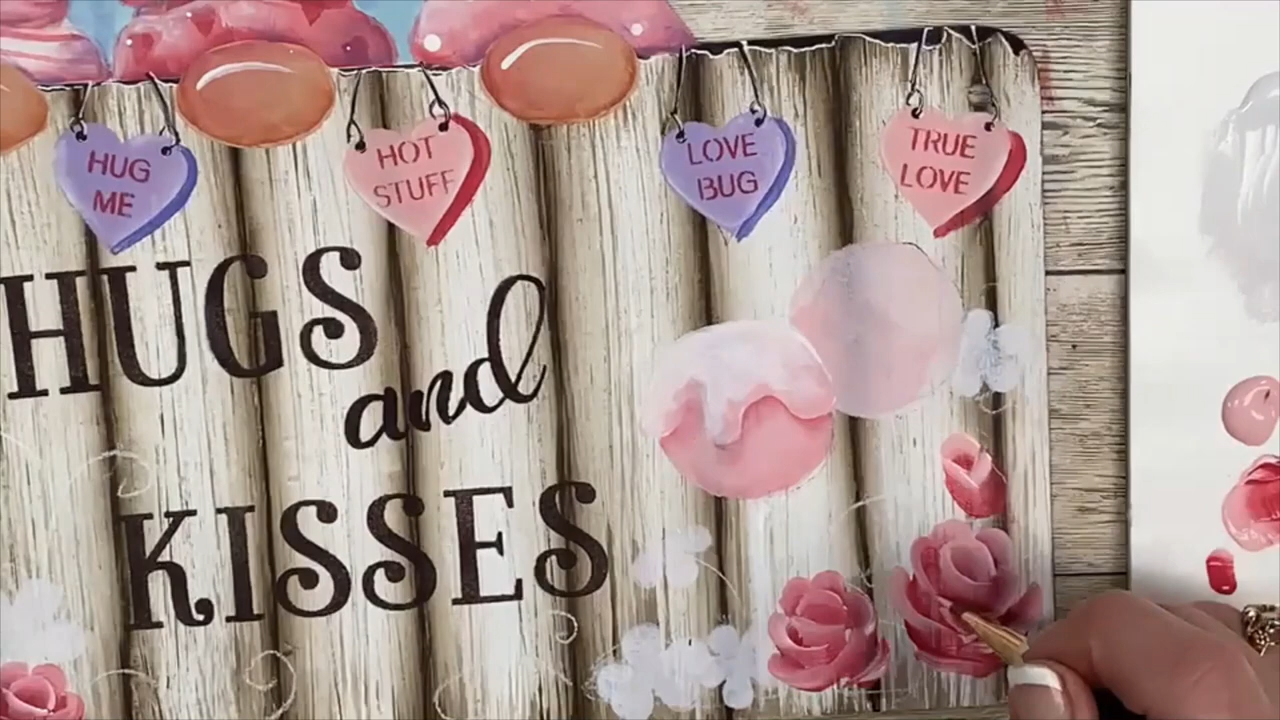 HUG
ME
HOT
STUFF
LOVE
BUG
TRUE
LOVE
HUGS
and
KISSES